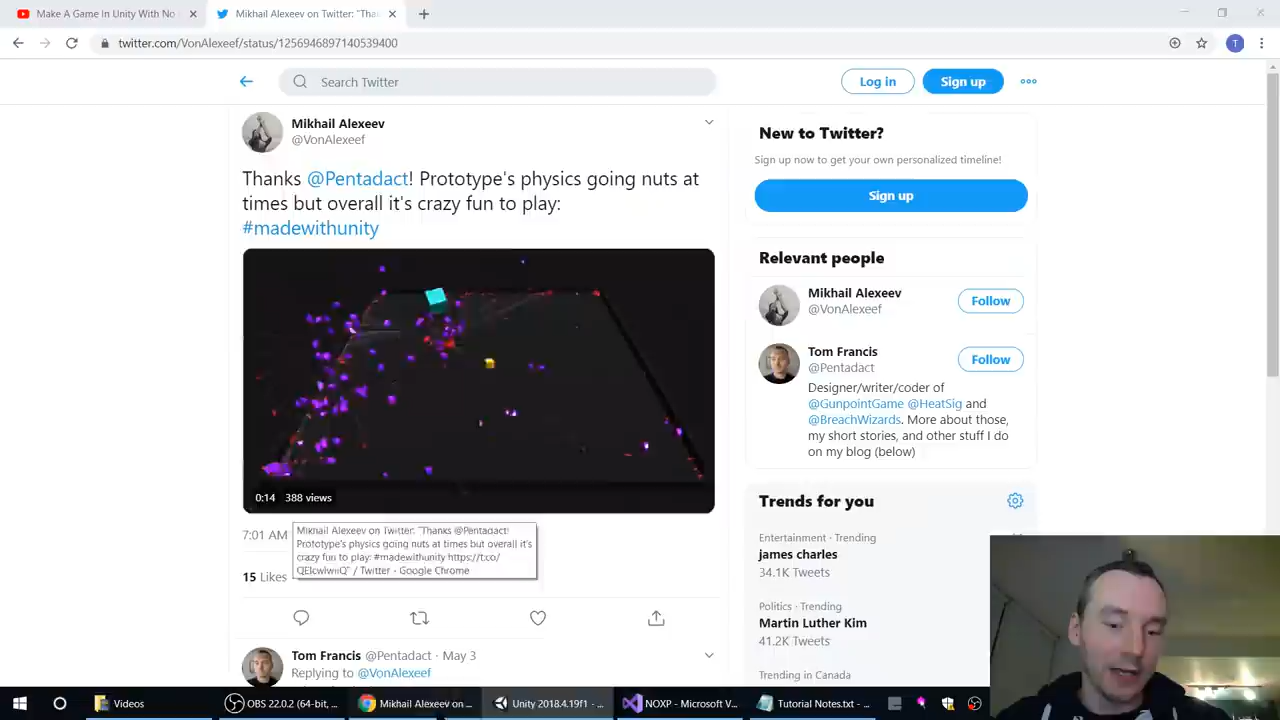 Make A Game In Unity With No
Mikhail Alexeev on Twitter: "Tha
twitter.com/VonAlexeef/status/1256946897140539400
Search Twitter
Log in
Sign up
Mikhail Alexeev
@VonAlexeef
Thanks @Pentadact! Prototype's physics going nuts at
times but overall it's crazy fun to play:
#madewithunity
0:14 388 views
7:01 AM
Mikhail Alexeev on Twitter: "Thanks @Pentadact!
Prototype's physics going nuts at times but overall it's
crazy fun to play: #madewithunity https://t.co/
/ Twitter - Google Chrome
15 Likes
Tom Francis @Pentadact · May 3
Replying to @VonAlexeef
New to Twitter?
Sign up now to get your own personalized timeline!
Sign up
Relevant people
Mikhail Alexeev
@VonAlexeef
Follow
Tom Francis
@Pentadact
Follow
Designer/writer/coder of
@GunpointGame @HeatSig and
@BreachWizards. More about those,
my short stories, and other stuff I do
on my blog (below)
Trends for you
Entertainment · Trending
james charles
34.1K Tweets
Politics · Trending
Martin Luther Kim
41.2K Tweets
Trending in Canada
Videos
OBS 22.0.2 (64-bit, ...
Mikhail Alexeev on ...
Unity 2018.4.19f1 - ...
NOXP - Microsoft V...
Tutorial Notes.txt - ...
T